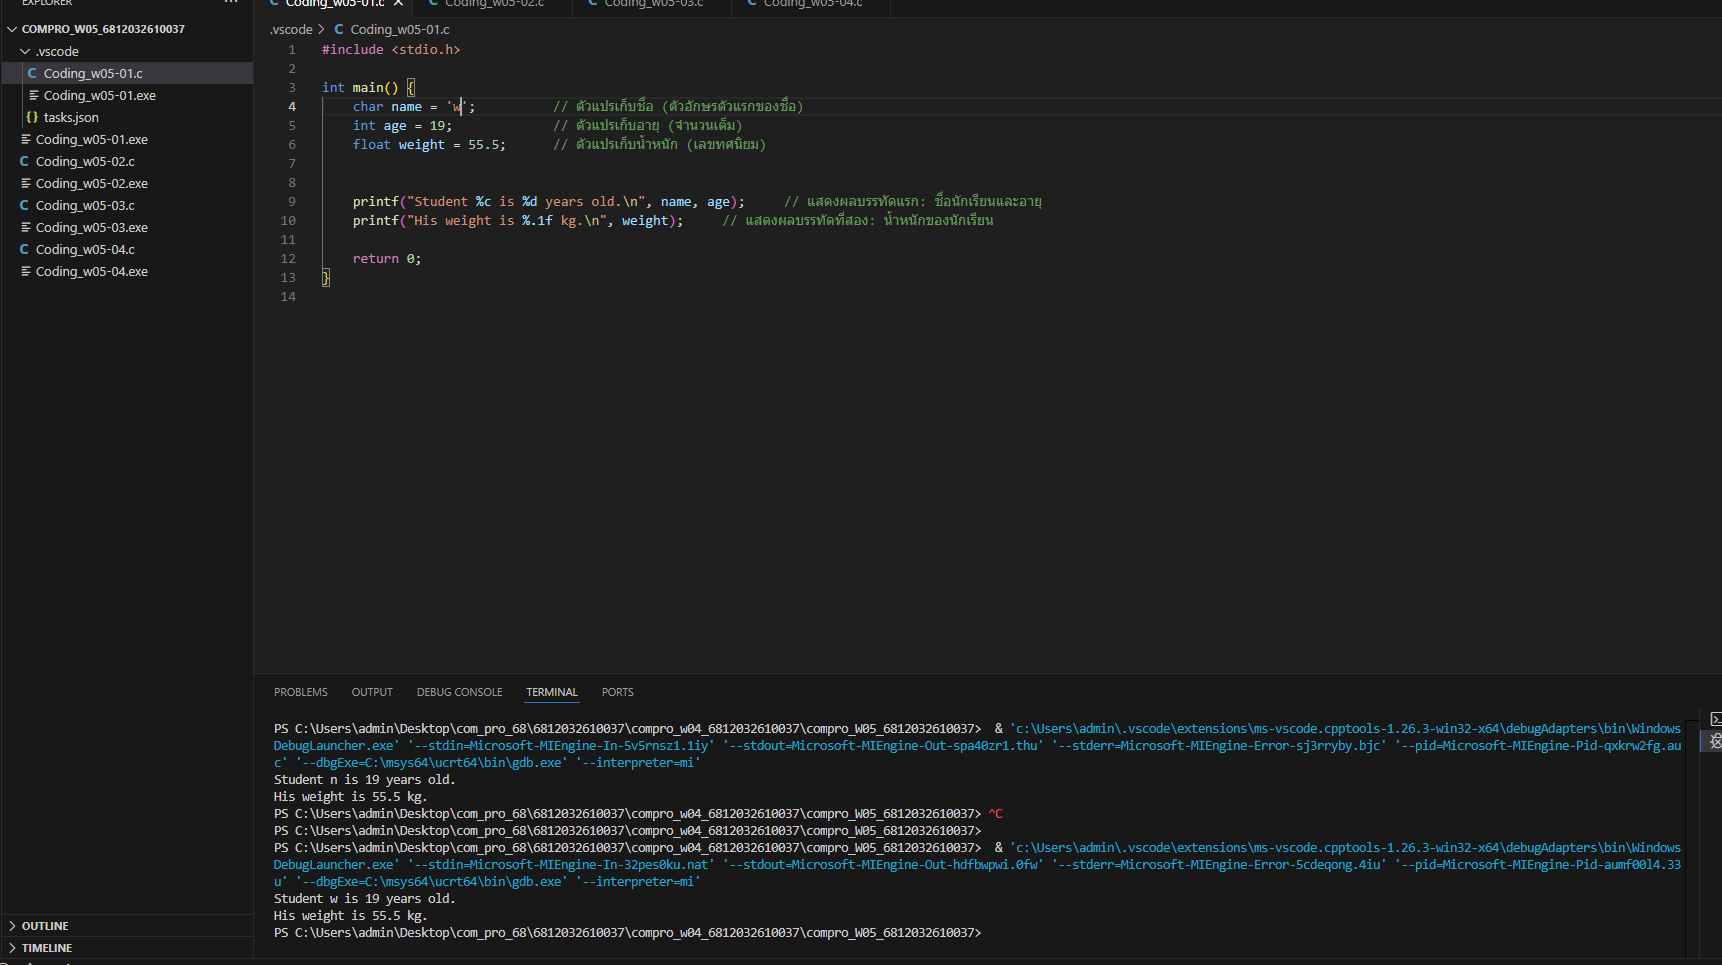 EXPLORER
COMPRO_W05_6812032610037
.vscode
Coding_w05-01.c
Coding_w05-01.exe
tasks.json
Coding_w05-01.exe
Coding_w05-02.c
Coding_w05-02.exe
Coding_w05-03.c
Coding_w05-03.exe
Coding_w05-04.c
Coding_w05-04.exe
OUTLINE
TIMELINE
C Coding_w05-01.c C Coding_w05-02.c C Coding_w05-03.c C Coding_w05-04.c
.vscode > C Coding_w05-01.c
1 #include <stdio.h>
2
3 int main() {
4 char name = 'w'; // ตัวแปรเก็บชื่อ (ตัวอักษรตัวแรกของชื่อ)
5 int age = 19; // ตัวแปรเก็บอายุ (จำนวนเต็ม)
6 float weight = 55.5; // ตัวแปรเก็บน้ำหนัก (เลขทศนิยม)
7
8
9 printf("Student %c is %d years old.\n", name, age); // แสดงผลบรรทัดแรก: ชื่อนักเรียนและอายุ
10 printf("His weight is %.1f kg.\n", weight); // แสดงผลบรรทัดที่สอง: น้ำหนักของนักเรียน
11
12 return 0;
13 }
14
PROBLEMS OUTPUT DEBUG CONSOLE TERMINAL PORTS
PS C:\Users\admin\Desktop\com_pro_68\6812032610037\compro_w04_6812032610037\compro_W05_6812032610037> & 'c:\Users\admin\.vscode\extensions\ms-vscode.cpptools-1.26.3-win32-x64\debugAdapters\bin\Windows
DebugLauncher.exe' '--stdin=Microsoft-MIEngine-In-5v5rnsz1.1iy' '--stdout=Microsoft-MIEngine-Out-spa40zr1.thu' '--stderr=Microsoft-MIEngine-Error-sj3rryby.bjc' '--pid=Microsoft-MIEngine-Pid-qxkrw2fg.au
c' '--dbgExe=C:\msys64\ucrt64\bin\gdb.exe' '--interpreter=mi'
Student n is 19 years old.
His weight is 55.5 kg.
PS C:\Users\admin\Desktop\com_pro_68\6812032610037\compro_w04_6812032610037\compro_W05_6812032610037> ^C
PS C:\Users\admin\Desktop\com_pro_68\6812032610037\compro_w04_6812032610037\compro_W05_6812032610037>
PS C:\Users\admin\Desktop\com_pro_68\6812032610037\compro_w04_6812032610037\compro_W05_6812032610037> & 'c:\Users\admin\.vscode\extensions\ms-vscode.cpptools-1.26.3-win32-x64\debugAdapters\bin\Windows
DebugLauncher.exe' '--stdin=Microsoft-MIEngine-In-32pes0ku.nat' '--stdout=Microsoft-MIEngine-Out-hdfbwpwi.0fw' '--stderr=Microsoft-MIEngine-Error-5cdeqong.4iu' '--pid=Microsoft-MIEngine-Pid-aumf00l4.33
u' '--dbgExe=C:\msys64\ucrt64\bin\gdb.exe' '--interpreter=mi'
Student w is 19 years old.
His weight is 55.5 kg.
PS C:\Users\admin\Desktop\com_pro_68\6812032610037\compro_w04_6812032610037\compro_W05_6812032610037>